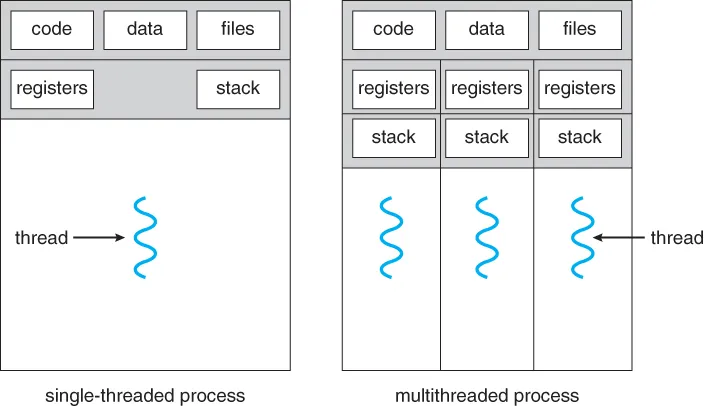 code data files
registers stack
thread
single-threaded process
code data files
registers registers registers
stack stack stack
thread
multithreaded process